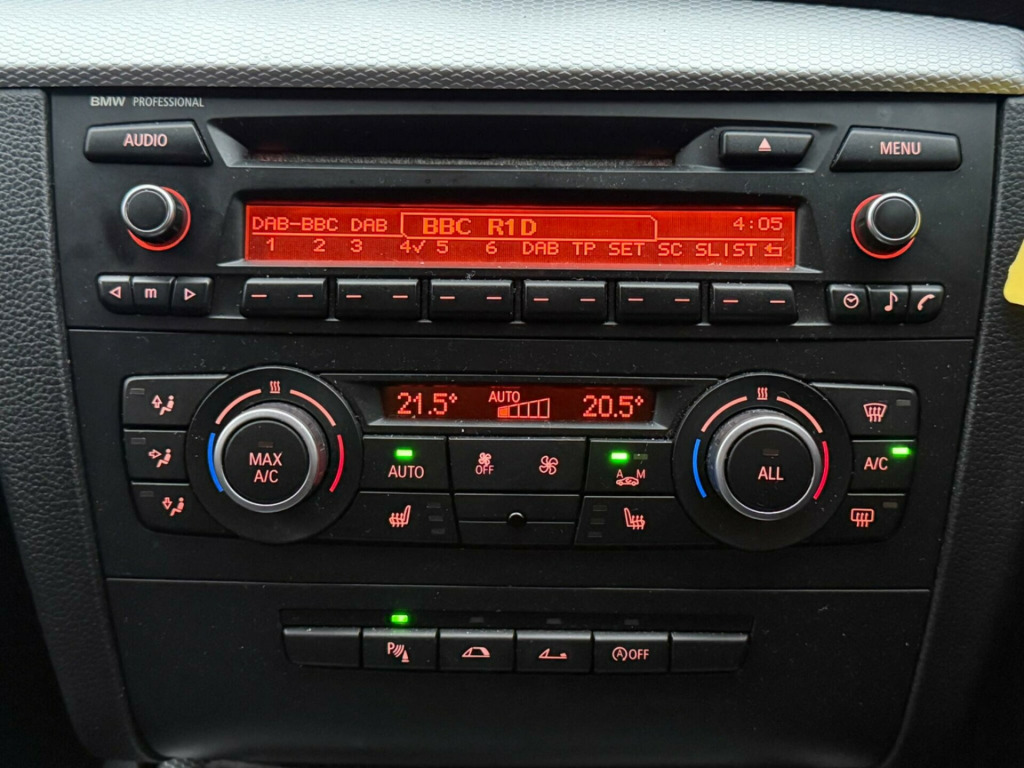 BMW PROFESSIONAL
AUDIO
MENU
DAB-BBC DAB BBC R1D 4:05
1 2 3 4✓ 5 6 DAB TP SET SC SLIST
m
21.5° AUTO 20.5°
MAX
A/C
ALL
AUTO
OFF
A M
A/C
P
A OFF